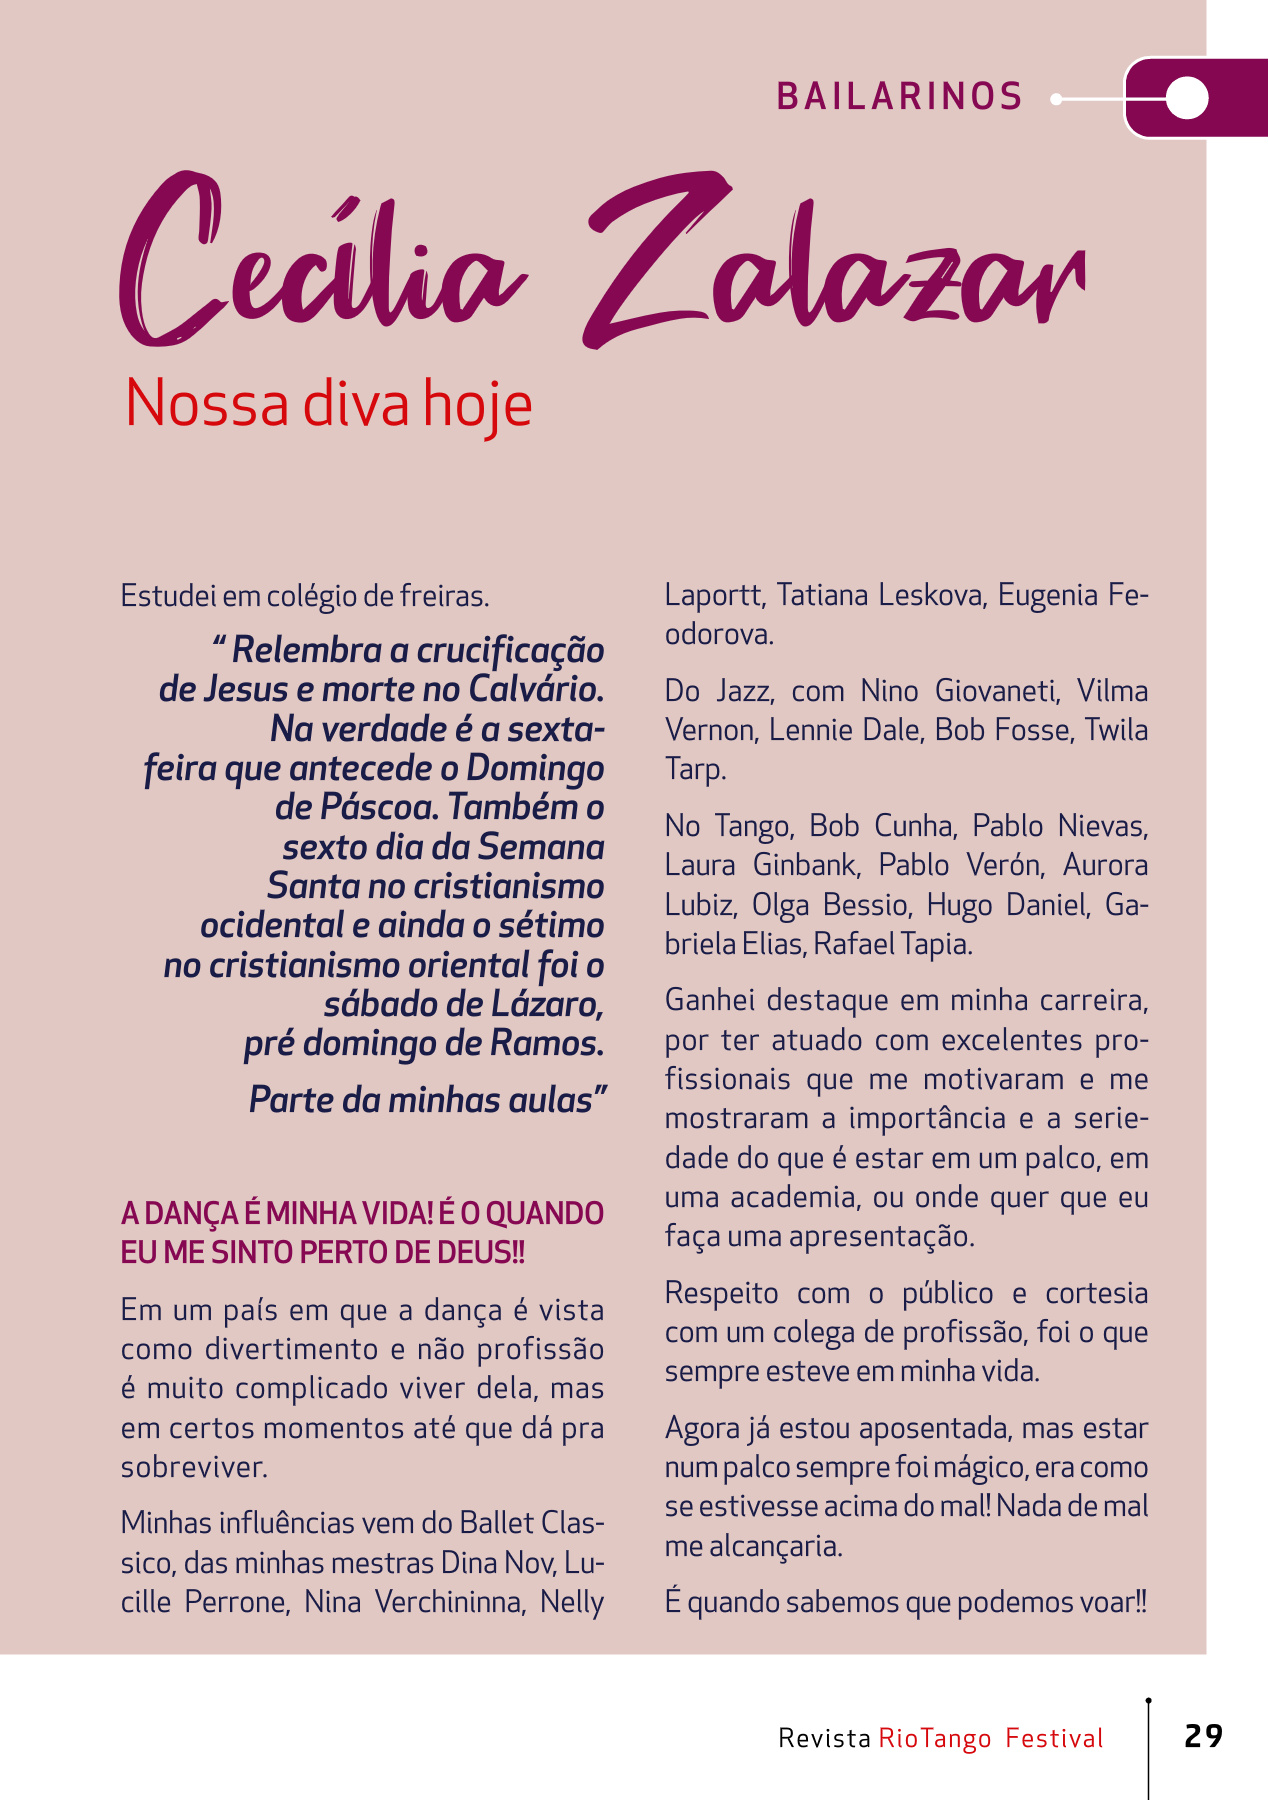 BAILARINOS
Cecília Zalazar
Nossa diva hoje
Estudei em colégio de freiras.
“ Relembra a crucificação
de Jesus e morte no Calvário.
Na verdade é a sexta-
feira que antecede o Domingo
de Páscoa. Também o
sexto dia da Semana
Santa no cristianismo
ocidental e ainda o sétimo
no cristianismo oriental foi o
sábado de Lázaro,
pré domingo de Ramos.
Parte da minhas aulas”
A DANÇA É MINHA VIDA! É O QUANDO
EU ME SINTO PERTO DE DEUS!!
Em um país em que a dança é vista
como divertimento e não profissão
é muito complicado viver dela, mas
em certos momentos até que dá pra
sobreviver.
Minhas influências vem do Ballet Clas-
sico, das minhas mestras Dina Nov, Lu-
cille Perrone, Nina Verchininna, Nelly
Laportt, Tatiana Leskova, Eugenia Fe-
odorova.
Do Jazz, com Nino Giovaneti, Vilma
Vernon, Lennie Dale, Bob Fosse, Twila
Tarp.
No Tango, Bob Cunha, Pablo Nievas,
Laura Ginbank, Pablo Verón, Aurora
Lubiz, Olga Bessio, Hugo Daniel, Ga-
briela Elias, Rafael Tapia.
Ganhei destaque em minha carreira,
por ter atuado com excelentes pro-
fissionais que me motivaram e me
mostraram a importância e a serie-
dade do que é estar em um palco, em
uma academia, ou onde quer que eu
faça uma apresentação.
Respeito com o público e cortesia
com um colega de profissão, foi o que
sempre esteve em minha vida.
Agora já estou aposentada, mas estar
num palco sempre foi mágico, era como
se estivesse acima do mal! Nada de mal
me alcançaria.
É quando sabemos que podemos voar!!
Revista RioTango Festival
29